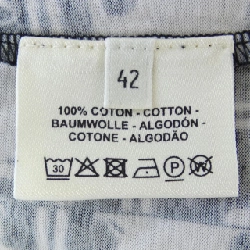 42
100% COTON - COTTON -
BAUMWOLLE - ALGODÓN -
COTONE - ALGODÃO
30 P W